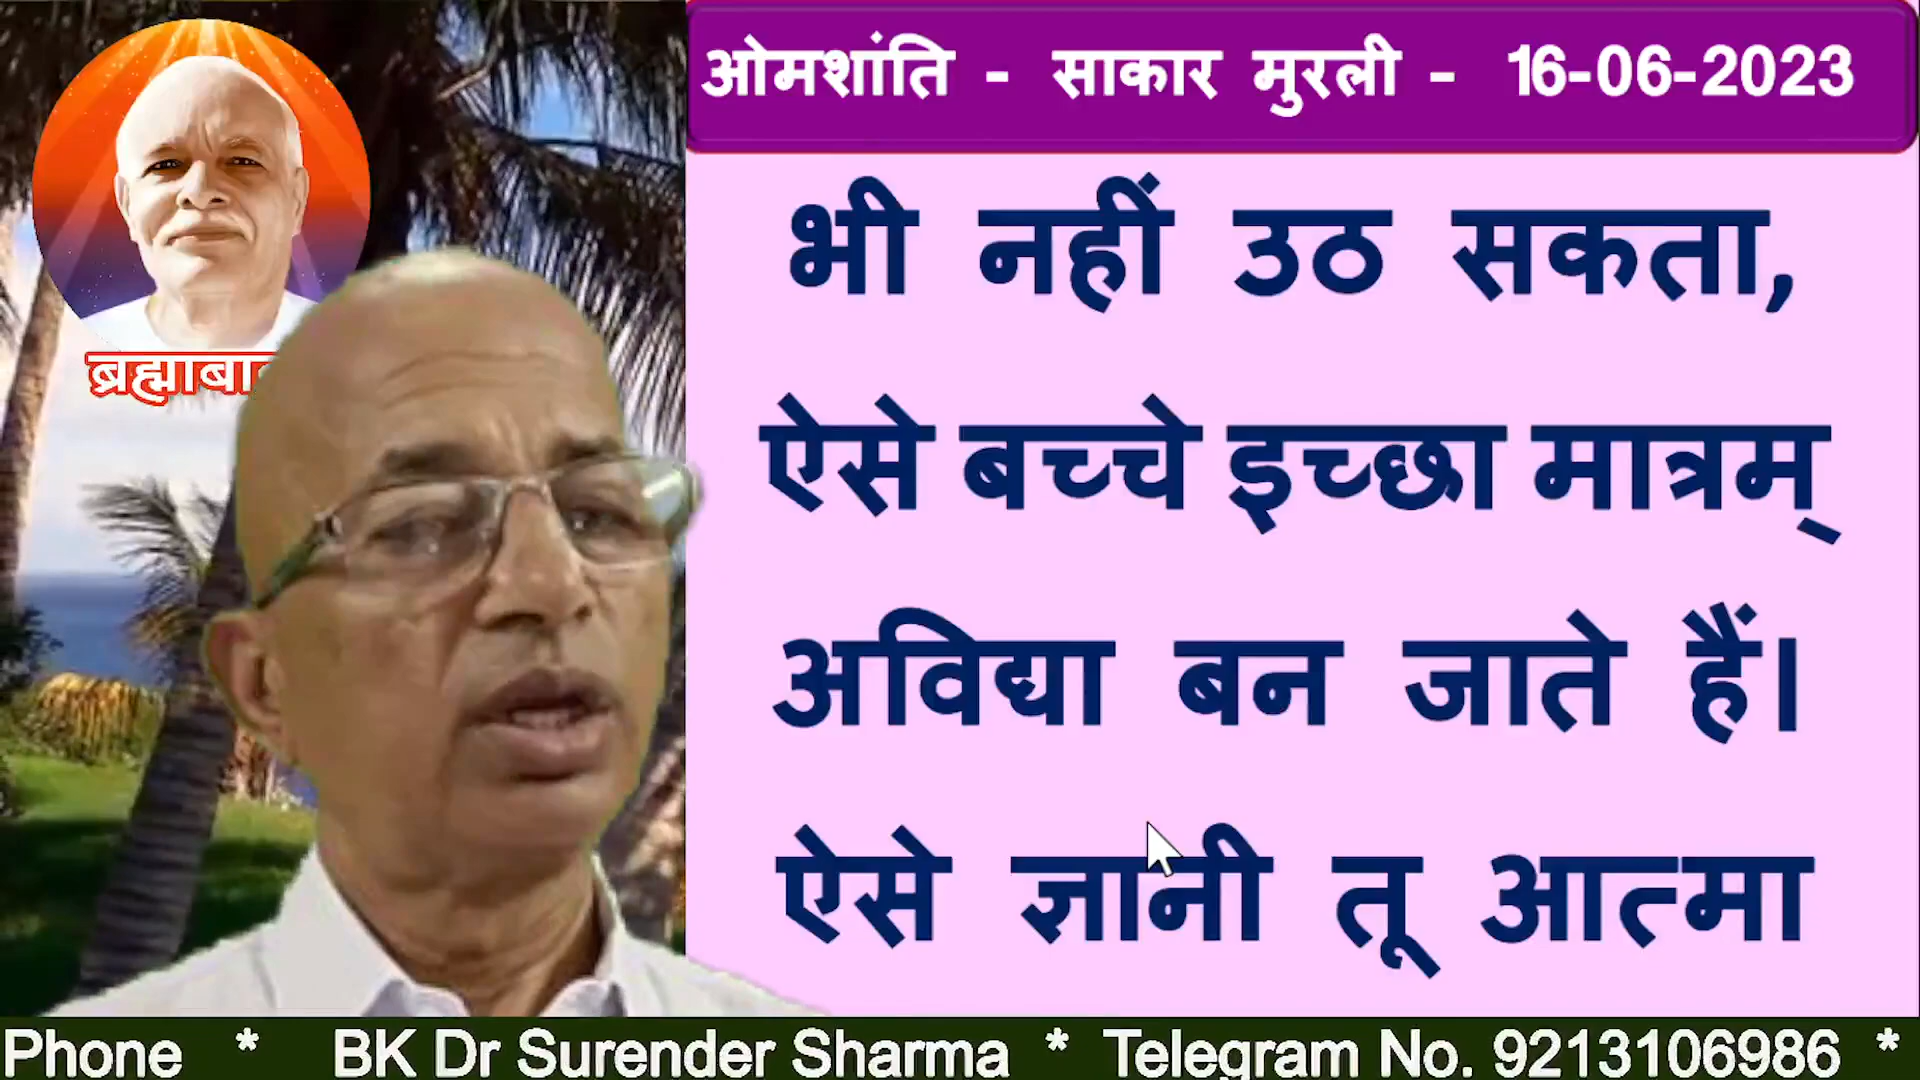 ओमशांति - साकार मुरली - 16-06-2023
भी नहीं उठ सकता,
ऐसे बच्चे इच्छा मात्रम्
अविद्या बन जाते हैं।
ऐसे ज्ञानी तू आत्मा
Phone * BK Dr Surender Sharma * Telegram No. 9213106986 *